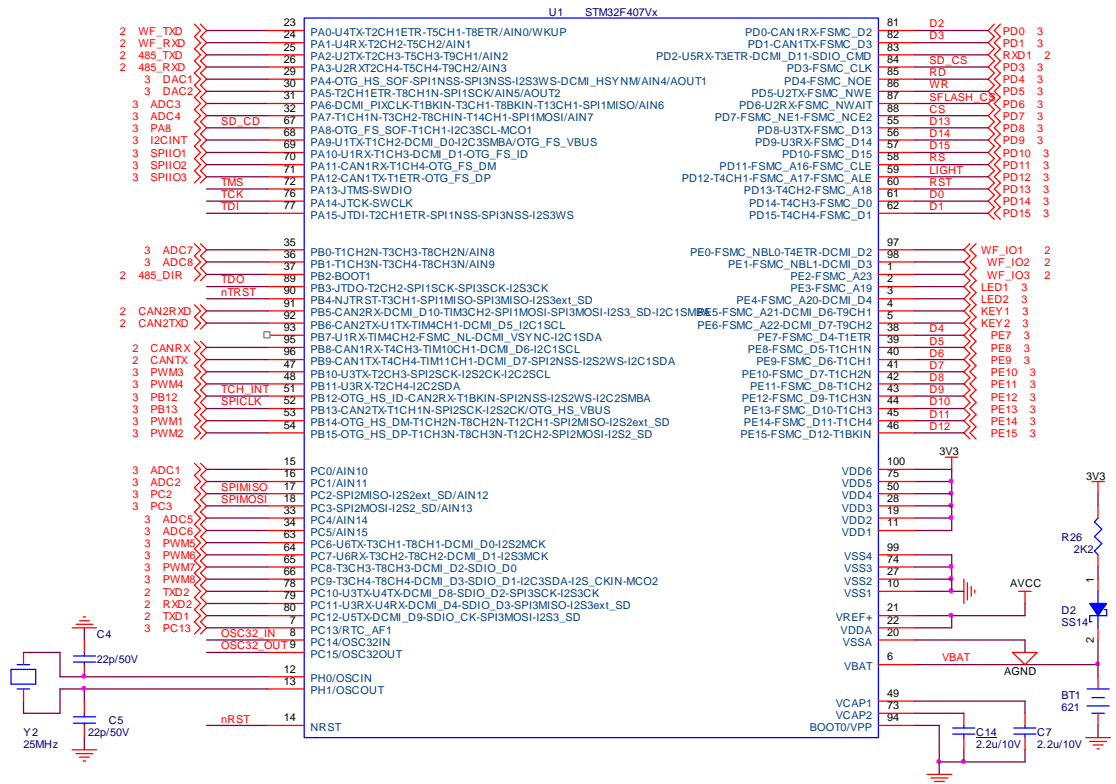 U1 STM32F407Vx
2 WF_TXD 23 PA0-U4TX-T2CH1ETR-T5CH1-T8ETR/AIN0/WKUP
2 WF_RXD 24 PA1-U4RX-T2CH2-T5CH2/AIN1
2 485_TXD 25 PA2-U2TX-T2CH3-T5CH3-T9CH1/AIN2
2 485_RXD 26 PA3-U2RXT2CH4-T5CH4-T9CH2/AIN3
3 DAC1 29 PA4-OTG_HS_SOF-SPI1NSS-SPI3NSS-I2S3WS-DCMI_HSYNM/AIN4/AOUT1
3 DAC2 30 PA5-T2CH1ETR-T8CH1N-SPI1SCK/AIN5/AOUT2
3 ADC3 31 PA6-DCMI_PIXCLK-T1BKIN-T3CH1-T8BKIN-T13CH1-SPI1MISO/AIN6
3 ADC4 32 PA7-T1CH1N-T3CH2-T8CHIN-T14CH1-SPI1MOSI/AIN7
3 PA8 SD_CD 67 PA8-OTG_FS_SOF-T1CH1-I2C3SCL-MCO1
3 I2CINT 68 PA9-U1TX-T1CH2-DCMI_D0-I2C3SMBA/OTG_FS_VBUS
3 SPIIO1 69 PA10-U1RX-T1CH3-DCMI_D1-OTG_FS_ID
3 SPIIO2 70 PA11-CAN1RX-T1CH4-OTG_FS_DM
3 SPIIO3 71 PA12-CAN1TX-T1ETR-OTG_FS_DP
TMS 72 PA13-JTMS-SWDIO
TCK 76 PA14-JTCK-SWCLK
TDI 77 PA15-JTDI-T2CH1ETR-SPI1NSS-SPI3NSS-I2S3WS
3 ADC7 35 PB0-T1CH2N-T3CH3-T8CH2N/AIN8
3 ADC8 36 PB1-T1CH3N-T3CH4-T8CH3N/AIN9
2 485_DIR 37 PB2-BOOT1
TDO 89 PB3-JTDO-T2CH2-SPI1SCK-SPI3SCK-I2S3CK
nTRST 90 PB4-NJTRST-T3CH1-SPI1MISO-SPI3MISO-I2S3ext_SD
2 CAN2RXD 91 PB5-CAN2RX-DCMI_D10-TIM3CH2-SPI1MOSI-SPI3MOSI-I2S3_SD-I2C1SMBA
2 CAN2TXD 92 PB6-CAN2TX-U1TX-TIM4CH1-DCMI_D5_I2C1SCL
93 PB7-U1RX-TIM4CH2-FSMC_NL-DCMI_VSYNC-I2C1SDA
2 CANRX 95 PB8-CAN1RX-T4CH3-TIM10CH1-DCMI_D6-I2C1SCL
2 CANTX 96 PB9-CAN1TX-T4CH4-TIM11CH1-DCMI_D7-SPI2NSS-I2S2WS-I2C1SDA
3 PWM3 47 PB10-U3TX-T2CH3-SPI2SCK-I2S2CK-I2C2SCL
3 PWM4 48 PB11-U3RX-T2CH4-I2C2SDA
3 PB12 TCH_INT 51 PB12-OTG_HS_ID-CAN2RX-T1BKIN-SPI2NSS-I2S2WS-I2C2SMBA
3 PB13 SPICLK 52 PB13-CAN2TX-T1CH1N-SPI2SCK-I2S2CK/OTG_HS_VBUS
3 PWM1 53 PB14-OTG_HS_DM-T1CH2N-T8CH2N-T12CH1-SPI2MISO-I2S2ext_SD
3 PWM2 54 PB15-OTG_HS_DP-T1CH3N-T8CH3N-T12CH2-SPI2MOSI-I2S2_SD
3 ADC1 15 PC0/AIN10
3 ADC2 16 PC1/AIN11
3 PC2 SPIMISO 17 PC2-SPI2MISO-I2S2ext_SD/AIN12
3 PC3 SPIMOSI 18 PC3-SPI2MOSI-I2S2_SD/AIN13
3 ADC5 33 PC4/AIN14
3 ADC6 34 PC5/AIN15
3 PWM5 63 PC6-U6TX-T3CH1-T8CH1-DCMI_D0-I2S2MCK
3 PWM6 64 PC7-U6RX-T3CH2-T8CH2-DCMI_D1-I2S3MCK
3 PWM7 65 PC8-T3CH3-T8CH3-DCMI_D2-SDIO_D0
3 PWM8 66 PC9-T3CH4-T8CH4-DCMI_D3-SDIO_D1-I2C3SDA-I2S_CKIN-MCO2
2 TXD2 78 PC10-U3TX-U4TX-DCMI_D8-SDIO_D2-SPI3SCK-I2S3CK
2 RXD2 79 PC11-U3RX-U4RX-DCMI_D4-SDIO_D3-SPI3MISO-I2S3ext_SD
2 TXD1 80 PC12-U5TX-DCMI_D9-SDIO_CK-SPI3MOSI-I2S3_SD
3 PC13 7 PC13/RTC_AF1
OSC32_IN 8 PC14/OSC32IN
OSC32_OUT 9 PC15/OSC32OUT
12 PH0/OSCIN
13 PH1/OSCOUT
nRST 14 NRST
C4
22p/50V
C5
22p/50V
Y2
25MHz
PD0-CAN1RX-FSMC_D2 81 D2 PD0 3
PD1-CAN1TX-FSMC_D3 82 D3 PD1 3
PD2-U5RX-T3ETR-DCMI_D11-SDIO_CMD 83 RXD1 2
PD3-FSMC_CLK 84 SD_CS PD3 3
PD4-FSMC_NOE 85 RD PD4 3
PD5-U2TX-FSMC_NWE 86 WR PD5 3
PD6-U2RX-FSMC_NWAIT 87 SFLASH_CS PD6 3
PD7-FSMC_NE1-FSMC_NCE2 88 CS PD7 3
PD8-U3TX-FSMC_D13 55 D13 PD8 3
PD9-U3RX-FSMC_D14 56 D14 PD9 3
PD10-FSMC_D15 57 D15 PD10 3
PD11-FSMC_A16-FSMC_CLE 58 RS PD11 3
PD12-T4CH1-FSMC_A17-FSMC_ALE 59 LIGHT PD12 3
PD13-T4CH2-FSMC_A18 60 RST PD13 3
PD14-T4CH3-FSMC_D0 61 D0 PD14 3
PD15-T4CH4-FSMC_D1 62 D1 PD15 3
PE0-FSMC_NBL0-T4ETR-DCMI_D2 97 WF_IO1 2
PE1-FSMC_NBL1-DCMI_D3 98 WF_IO2 2
PE2-FSMC_A23 1 WF_IO3 2
PE3-FSMC_A19 2 LED1 3
PE4-FSMC_A20-DCMI_D4 3 LED2 3
PE5-FSMC_A21-DCMI_D6-T9CH1 4 KEY1 3
PE6-FSMC_A22-DCMI_D7-T9CH2 5 KEY2 3
PE7-FSMC_D4-T1ETR 38 D4 PE7 3
PE8-FSMC_D5-T1CH1N 39 D5 PE8 3
PE9-FSMC_D6-T1CH1 40 D6 PE9 3
PE10-FSMC_D7-T1CH2N 41 D7 PE10 3
PE11-FSMC_D8-T1CH2 42 D8 PE11 3
PE12-FSMC_D9-T1CH3N 43 D9 PE12 3
PE13-FSMC_D10-T1CH3 44 D10 PE13 3
PE14-FSMC_D11-T1CH4 45 D11 PE14 3
PE15-FSMC_D12-T1BKIN 46 D12 PE15 3
3V3
VDD6 100
VDD5 75
VDD4 50
VDD3 28
VDD2 19
VDD1 11
VSS4 99
VSS3 74
VSS2 27
VSS1 10
AVCC
VREF+ 21
VDDA 22
VSSA 20
AGND
VBAT 6 VBAT
VCAP1 49
VCAP2 73
BOOT0/VPP 94
C14
2.2u/10V
C7
2.2u/10V
3V3
R26
2K2
1
D2
SS14
2
BT1
621